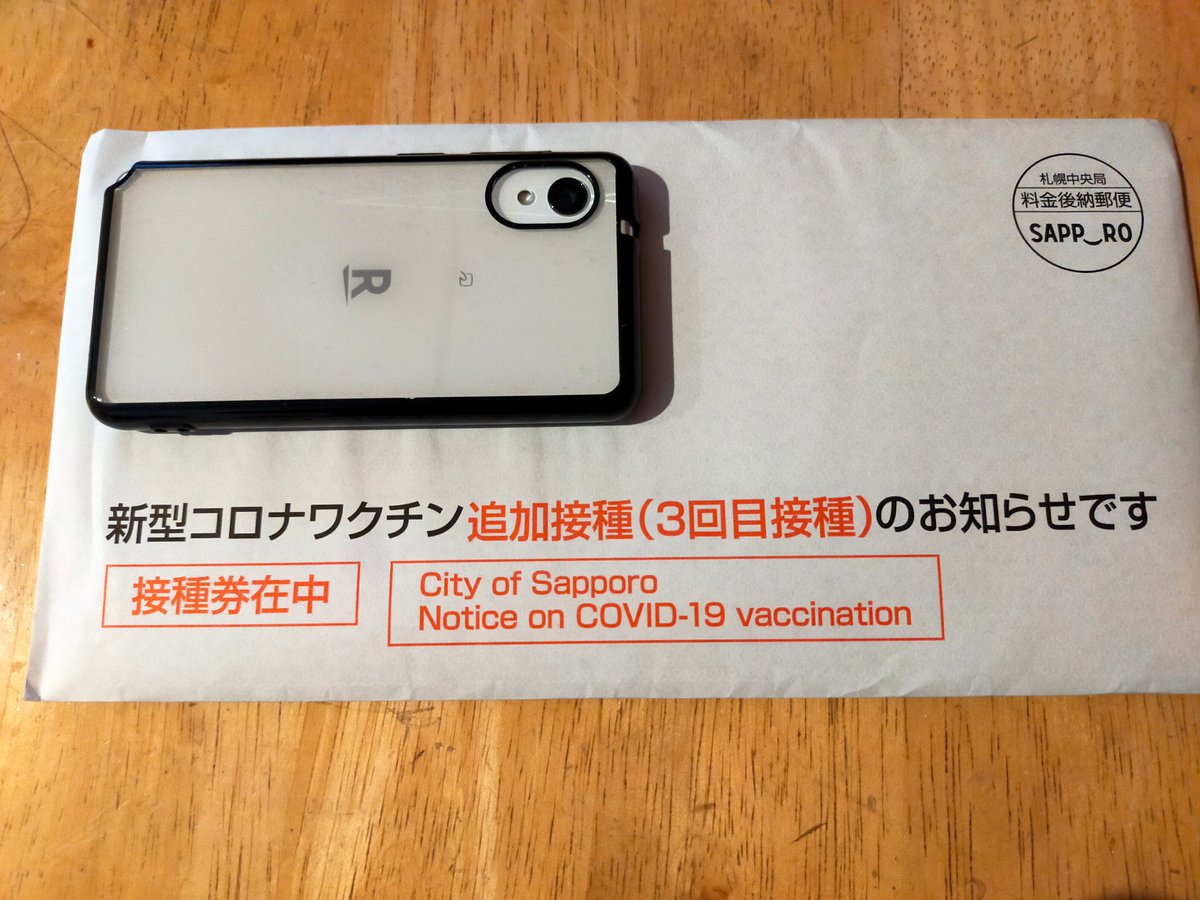 札幌中央局
料金後納郵便
SAPP‿RO
R
新型コロナワクチン追加接種(3回目接種)のお知らせです
接種券在中
City of Sapporo
Notice on COVID-19 vaccination